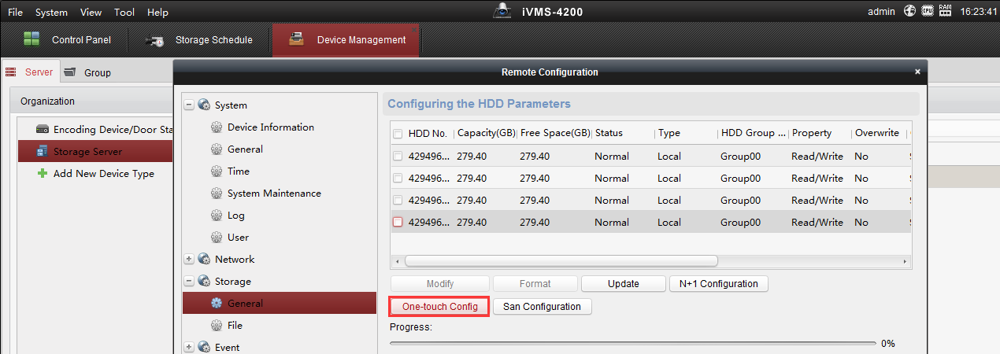 File System View Tool Help iVMS-4200 admin CPU RAM 16:23:41
Control Panel Storage Schedule Device Management
Server Group
Remote Configuration ×
Organization
Encoding Device/Door Sta
Storage Server
Add New Device Type
System
Device Information
General
Time
System Maintenance
Log
User
Network
Storage
General
File
Event
Configuring the HDD Parameters
HDD No. Capacity(GB) Free Space(GB) Status Type HDD Group ... Property Overwrite
429496... 279.40 279.40 Normal Local Group00 Read/Write No
429496... 279.40 279.40 Normal Local Group00 Read/Write No
429496... 279.40 279.40 Normal Local Group00 Read/Write No
429496... 279.40 279.40 Normal Local Group00 Read/Write No
Modify Format Update N+1 Configuration
One-touch Config San Configuration
Progress:
0%